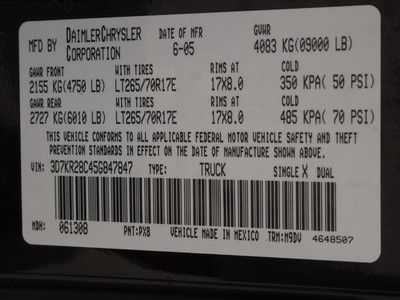 MFD BY DAIMLERCHRYSLER CORPORATION DATE OF MFR 6-05 GVWR 4083 KG(09000 LB)
GAWR FRONT WITH TIRES RIMS AT COLD
2155 KG(4750 LB) LT265/70R17E 17X8.0 350 KPA( 50 PSI)
GAWR REAR WITH TIRES RIMS AT COLD
2727 KG(6010 LB) LT265/70R17E 17X8.0 485 KPA( 70 PSI)
THIS VEHICLE CONFORMS TO ALL APPLICABLE FEDERAL MOTOR VEHICLE SAFETY AND THEFT
PREVENTION STANDARDS IN EFFECT ON THE DATE OF MANUFACTURE SHOWN ABOVE.
VIN: 3D7KR28C45G847847 TYPE: TRUCK SINGLE X DUAL
MDH: 061308 PNT: PX8 VEHICLE MADE IN MEXICO TRM: M9DV 4648507